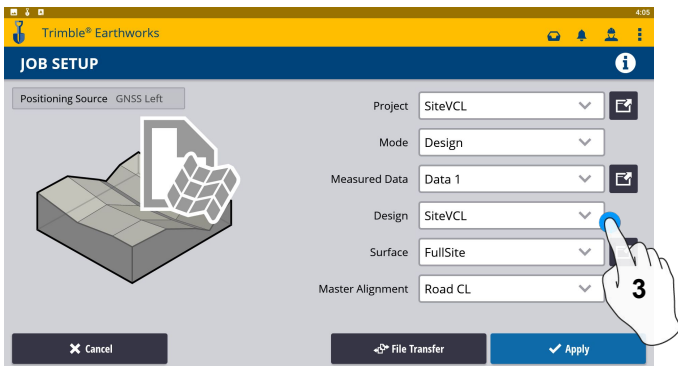 4:05
Trimble® Earthworks
JOB SETUP
Positioning Source GNSS Left
Project SiteVCL
Mode Design
Measured Data Data 1
Design SiteVCL
Surface FullSite
Master Alignment Road CL
3
Cancel
File Transfer
Apply